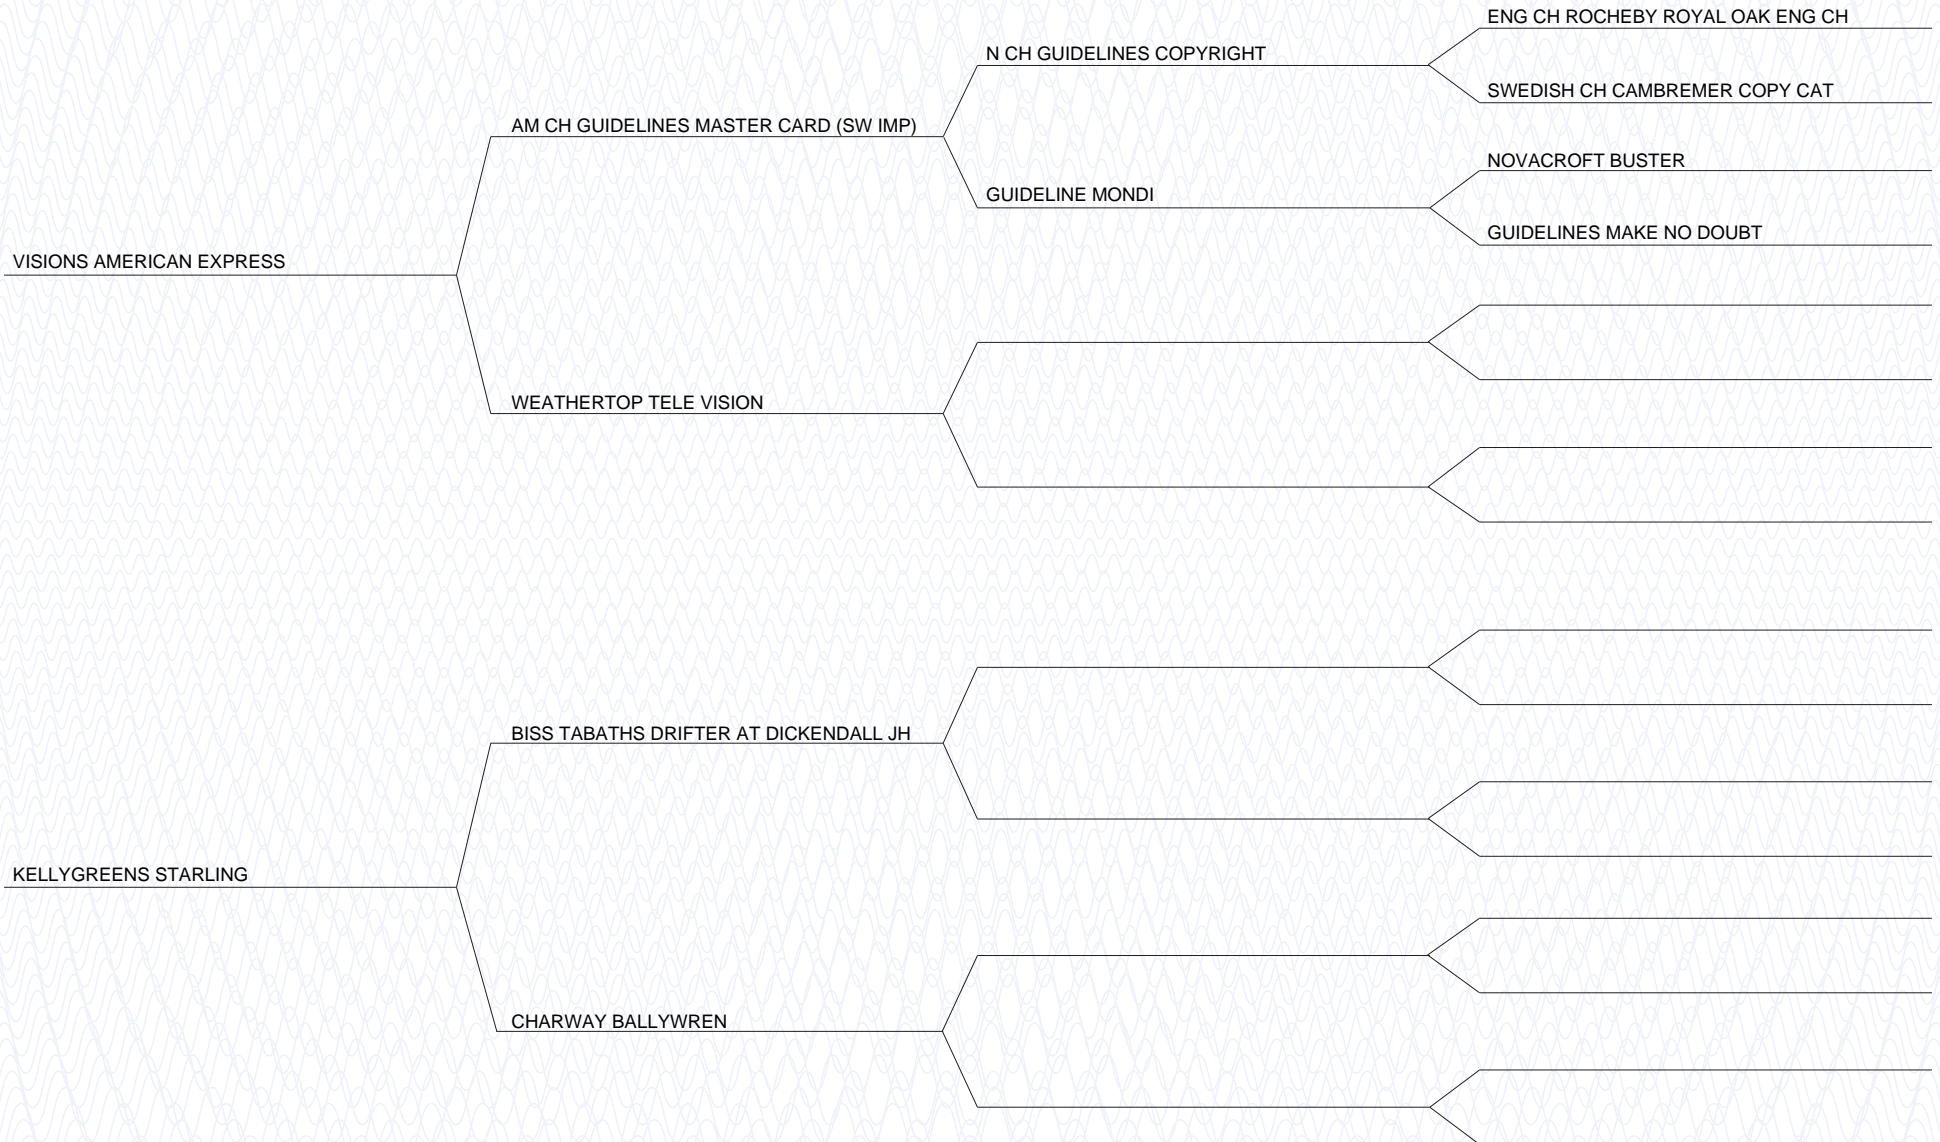 ENG CH ROCHEBY ROYAL OAK ENG CH
N CH GUIDELINES COPYRIGHT
SWEDISH CH CAMBREMER COPY CAT
AM CH GUIDELINES MASTER CARD (SW IMP)
NOVACROFT BUSTER
GUIDELINE MONDI
GUIDELINES MAKE NO DOUBT
VISIONS AMERICAN EXPRESS
WEATHERTOP TELE VISION
BISS TABATHS DRIFTER AT DICKENDALL JH
KELLYGREENS STARLING
CHARWAY BALLYWREN